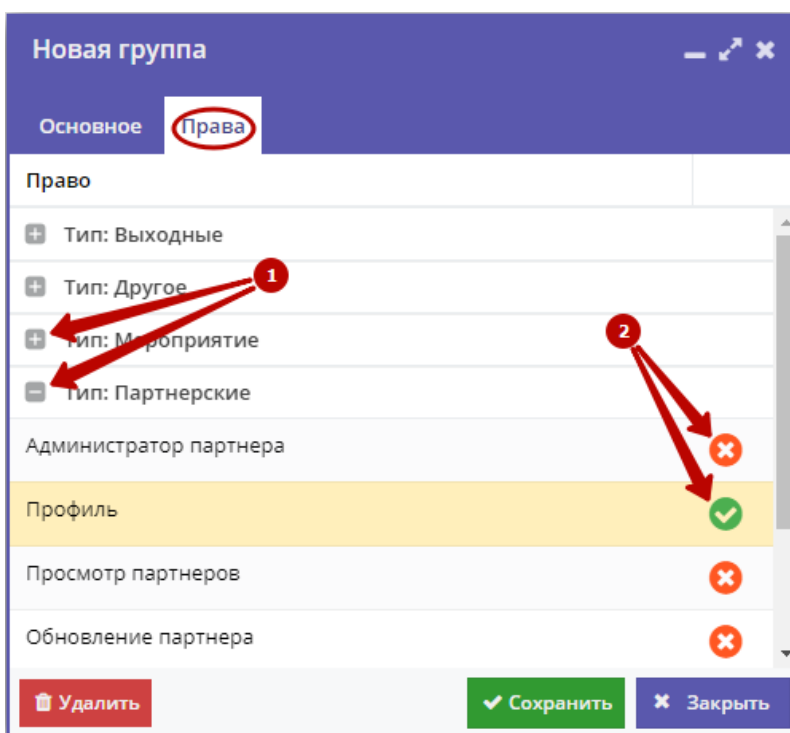 Новая группа
Основное Права
Право
Тип: Выходные
Тип: Другое
1
Тип: Мероприятие
2
Тип: Партнерские
Администратор партнера
Профиль
Просмотр партнеров
Обновление партнера
Удалить Сохранить Закрыть